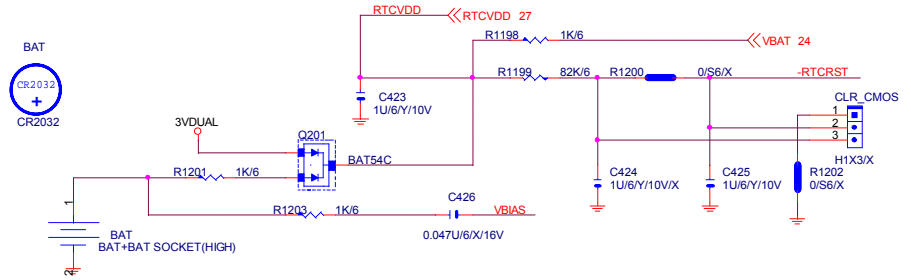 RTCVDD
RTCVDD 27
BAT
R1198
1K/6
VBAT 24
CR2032
+
CR2032
R1199
82K/6
R1200
0/S6/X
-RTCRST
C423
1U/6/Y/10V
CLR_CMOS
1
2
3
H1X3/X
3VDUAL
Q201
BAT54C
R1201
1K/6
C424
1U/6/Y/10V/X
C425
1U/6/Y/10V
R1202
0/S6/X
R1203
1K/6
C426
VBIAS
0.047U/6/X/16V
1
BAT
BAT+BAT SOCKET(HIGH)
2